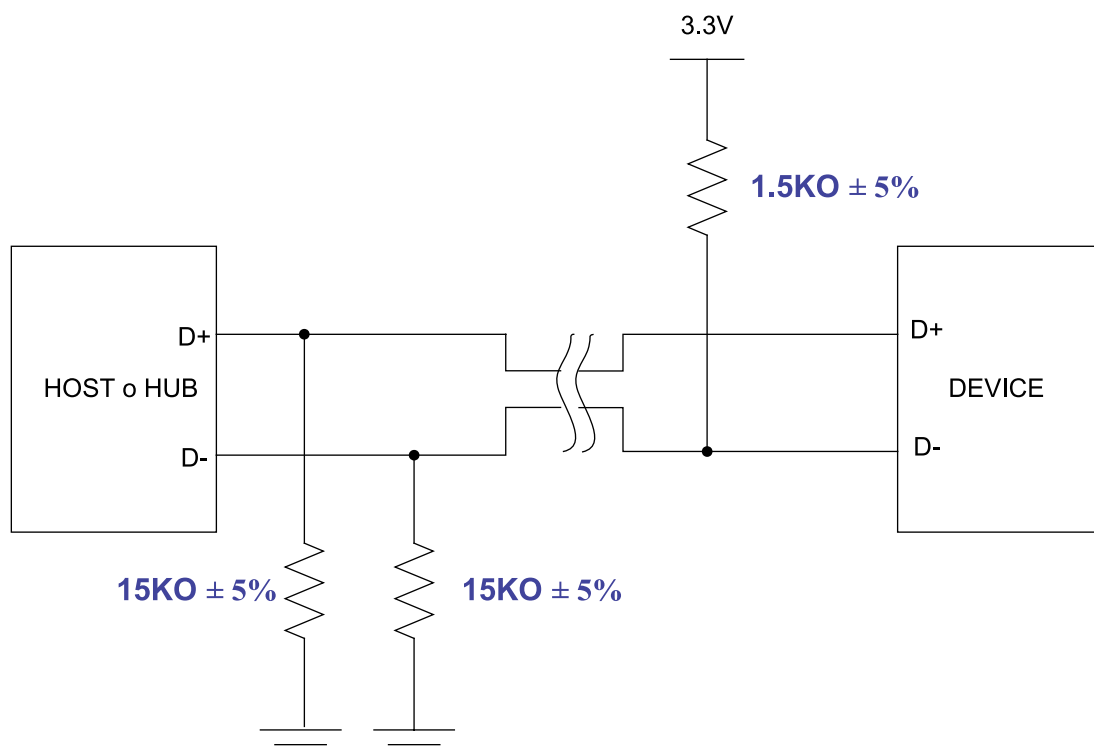 3.3V
1.5KO ± 5%
D+
D+
HOST o HUB
DEVICE
D-
D-
15KO ± 5%
15KO ± 5%